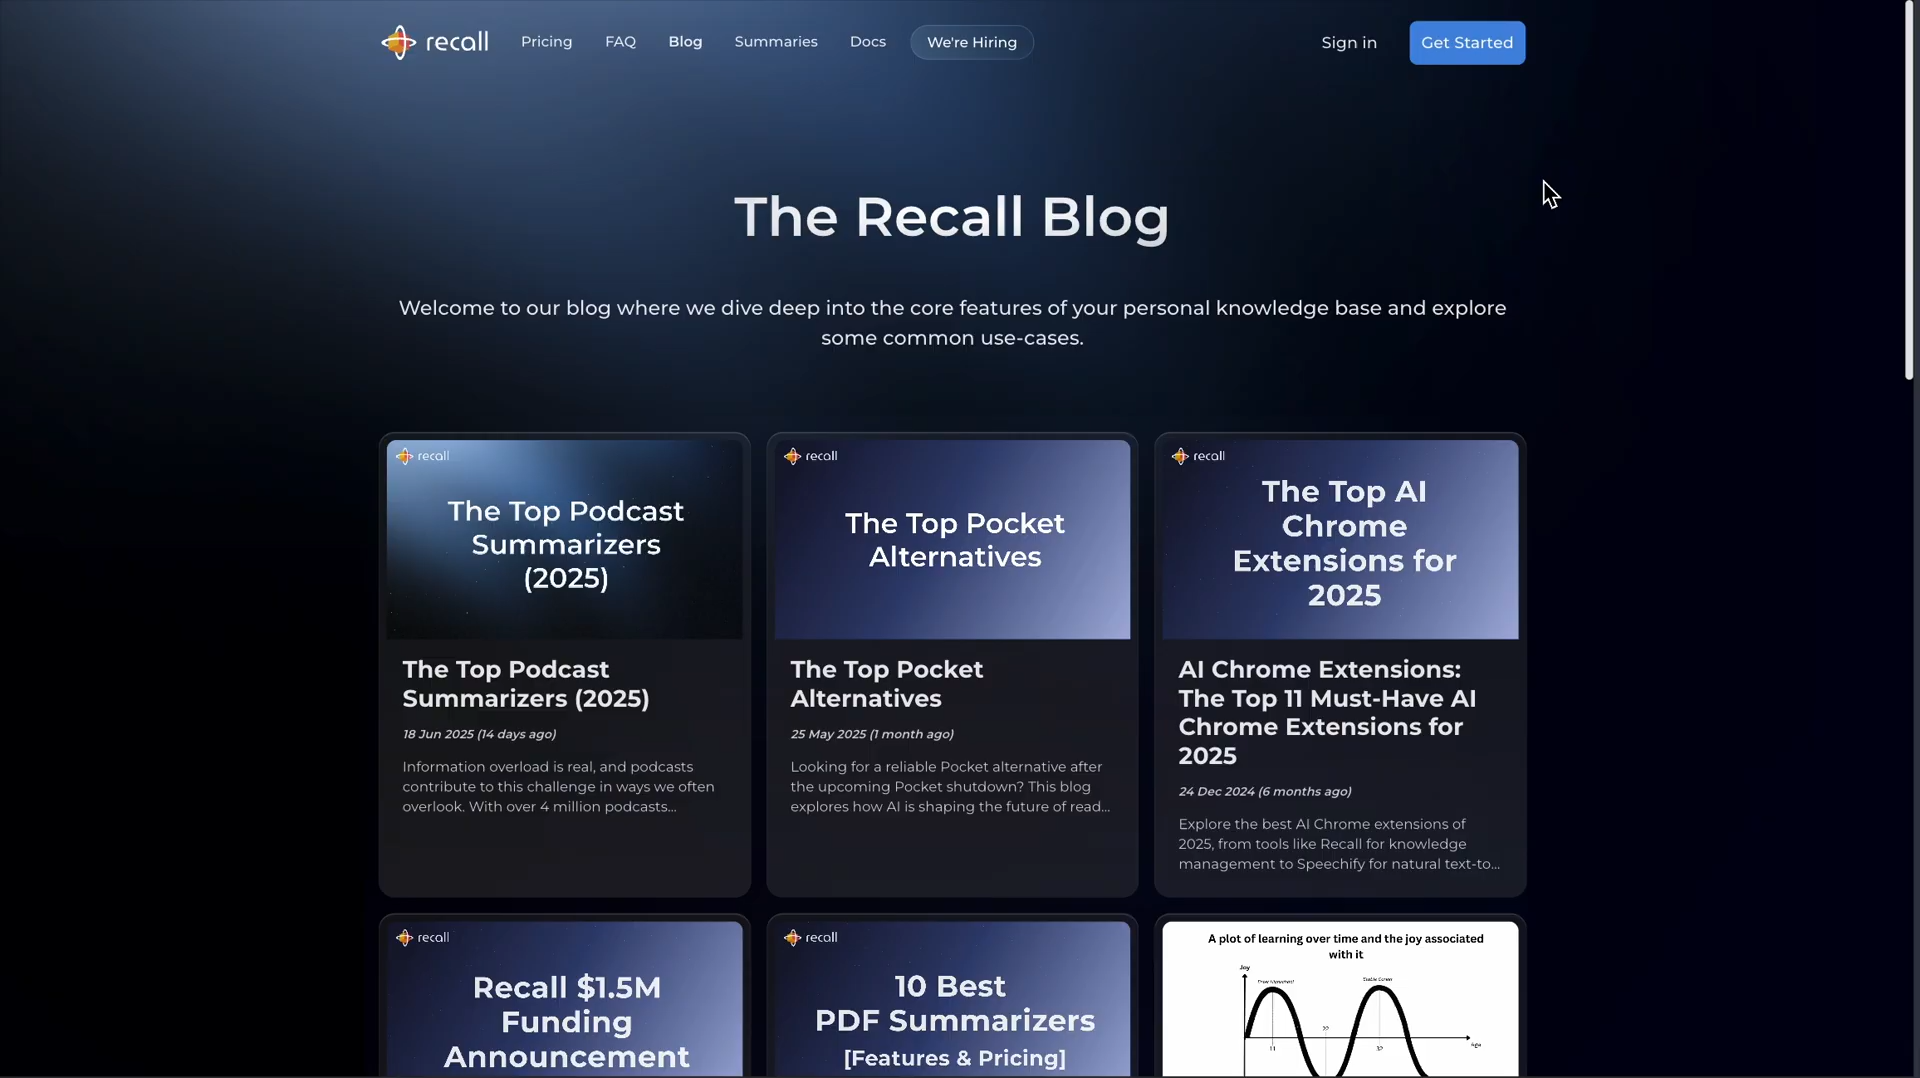 recall
Pricing
FAQ
Blog
Summaries
Docs
We're Hiring
Sign in
Get Started
The Recall Blog
Welcome to our blog where we dive deep into the core features of your personal knowledge base and explore
some common use-cases.
recall
The Top Podcast
Summarizers
(2025)
The Top Podcast
Summarizers (2025)
18 Jun 2025 (14 days ago)
Information overload is real, and podcasts
contribute to this challenge in ways we often
overlook. With over 4 million podcasts...
recall
The Top Pocket
Alternatives
The Top Pocket
Alternatives
25 May 2025 (1 month ago)
Looking for a reliable Pocket alternative after
the upcoming Pocket shutdown? This blog
explores how AI is shaping the future of read...
recall
The Top AI
Chrome
Extensions for
2025
AI Chrome Extensions:
The Top 11 Must-Have AI
Chrome Extensions for
2025
24 Dec 2024 (6 months ago)
Explore the best AI Chrome extensions of
2025, from tools like Recall for knowledge
management to Speechify for natural text-to...
recall
Recall $1.5M
Funding
Announcement
recall
10 Best
PDF Summarizers
[Features & Pricing]
A plot of learning over time and the joy associated
with it
Joy
11
22
32
Age